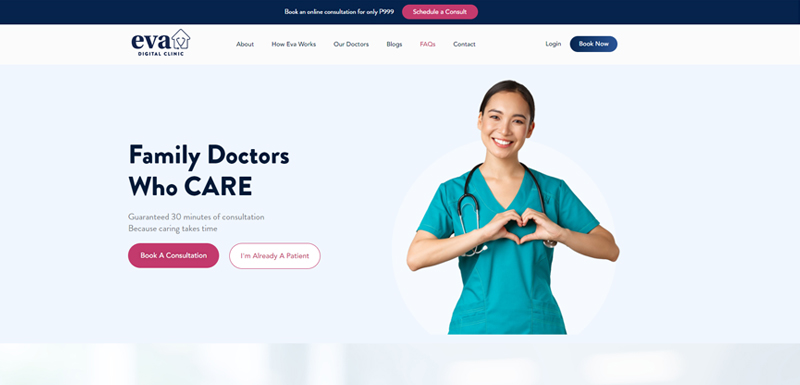 Book an online consultation for only ₱999
Schedule a Consult
eva
DIGITAL CLINIC
About
How Eva Works
Our Doctors
Blogs
FAQs
Contact
Login
Book Now
Family Doctors
Who CARE
Guaranteed 30 minutes of consultation
Because caring takes time
Book A Consultation
I'm Already A Patient